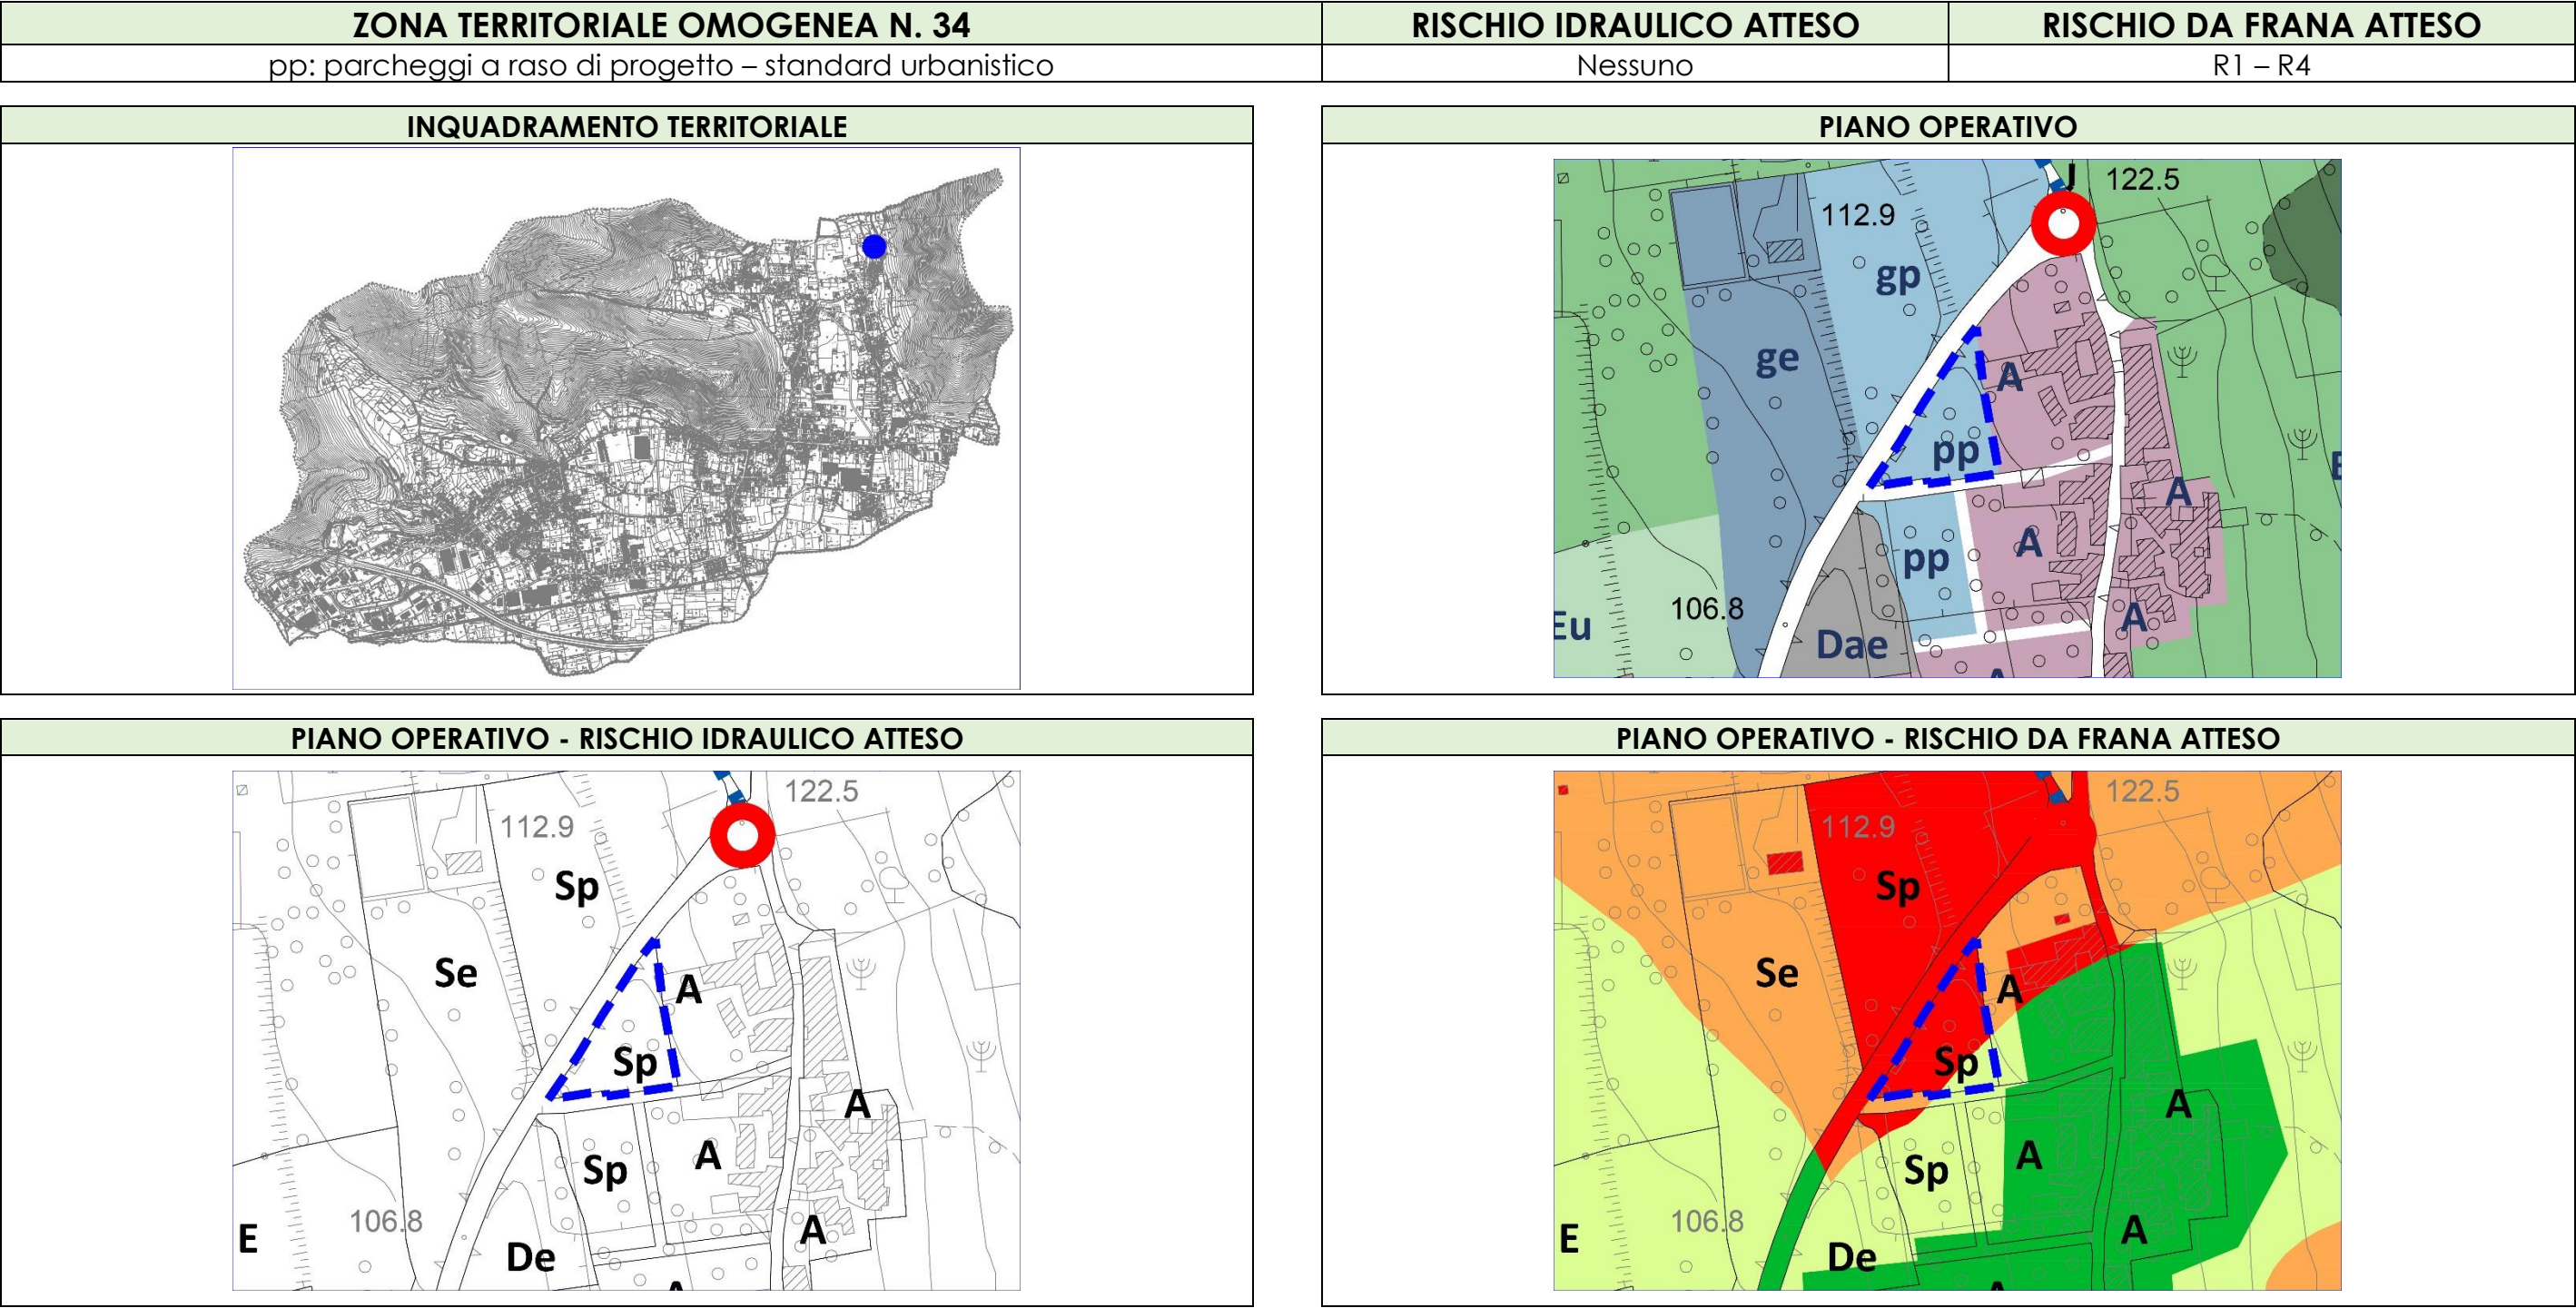 ZONA TERRITORIALE OMOGENEA N. 34
RISCHIO IDRAULICO ATTESO
RISCHIO DA FRANA ATTESO
pp: parcheggi a raso di progetto – standard urbanistico
Nessuno
R1 – R4
INQUADRAMENTO TERRITORIALE
PIANO OPERATIVO
J
122.5
112.9
gp
ge
A
pp
A
A
pp
106.8
A
Eu
Dae
PIANO OPERATIVO - RISCHIO IDRAULICO ATTESO
122.5
112.9
Sp
Se
A
Sp
A
A
Sp
106.8
A
E
De
PIANO OPERATIVO - RISCHIO DA FRANA ATTESO
122.5
112.9
Sp
Se
A
Sp
A
A
Sp
106.8
A
E
De